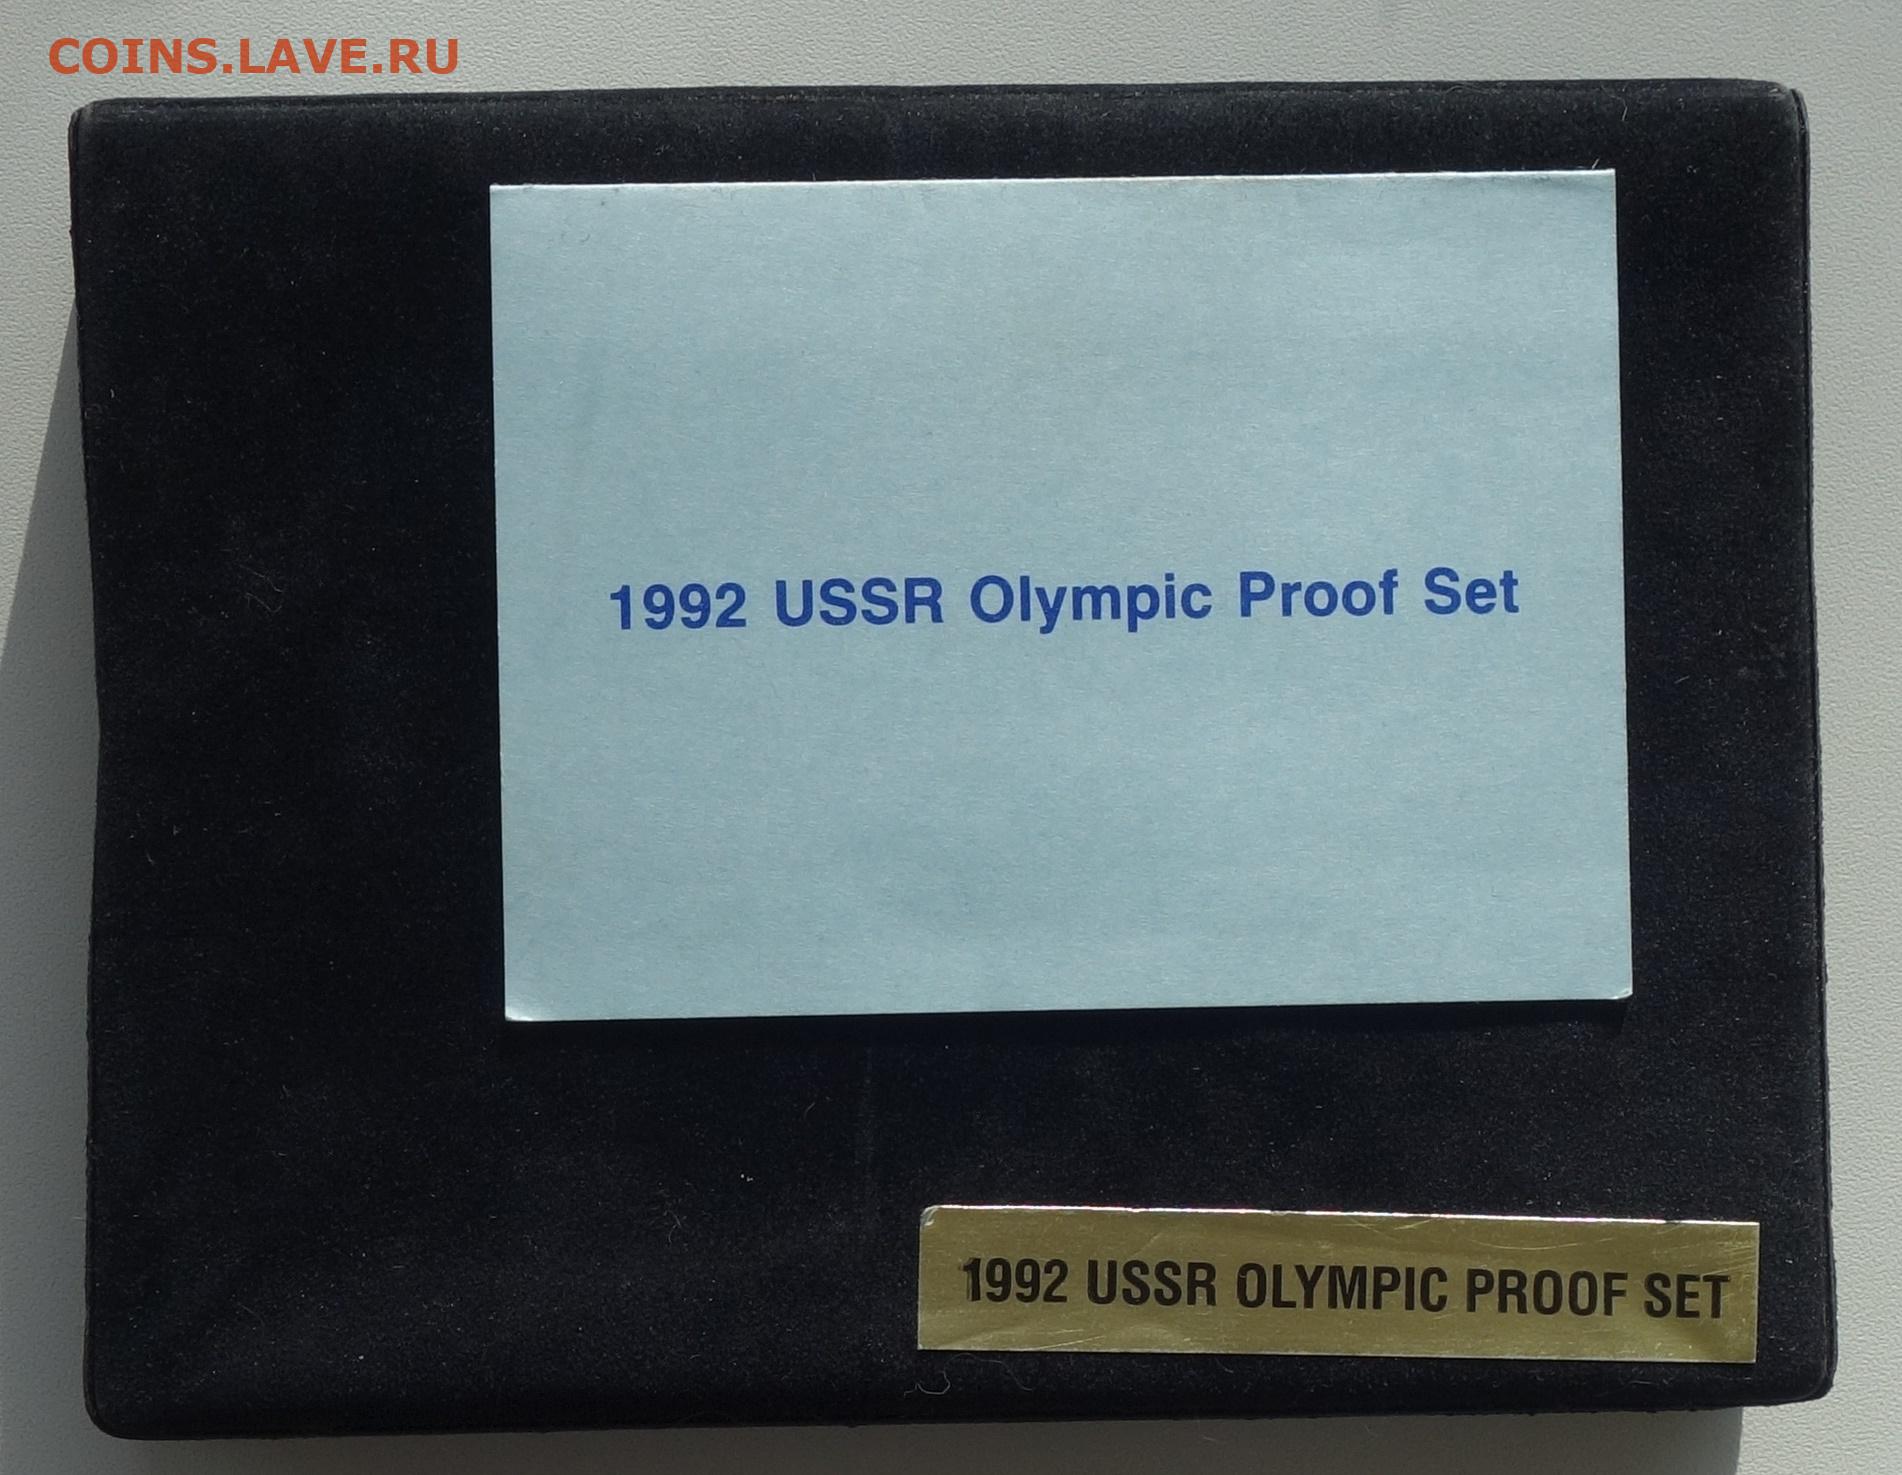 COINS.LAVE.RU
1992 USSR Olympic Proof Set
1992 USSR OLYMPIC PROOF SET